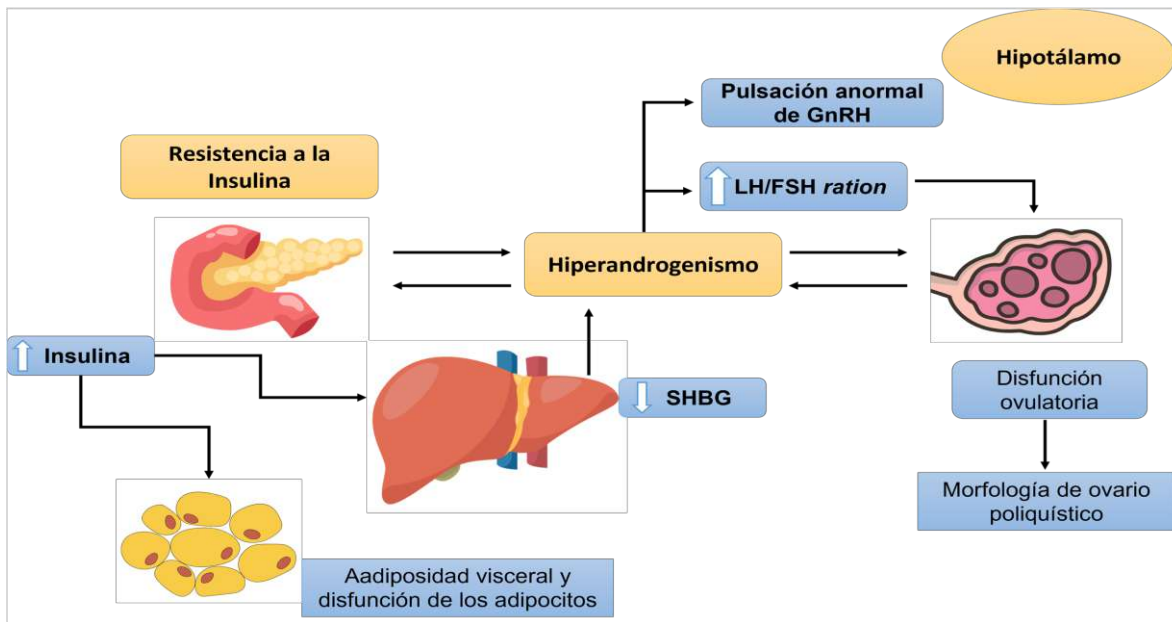 Hipotálamo
Pulsación anormal
de GnRH
Resistencia a la
Insulina
LH/FSH ration
Hiperandrogenismo
Insulina
SHBG
Disfunción
ovulatoria
Morfología de ovario
poliquístico
Aadiposidad visceral y
disfunción de los adipocitos